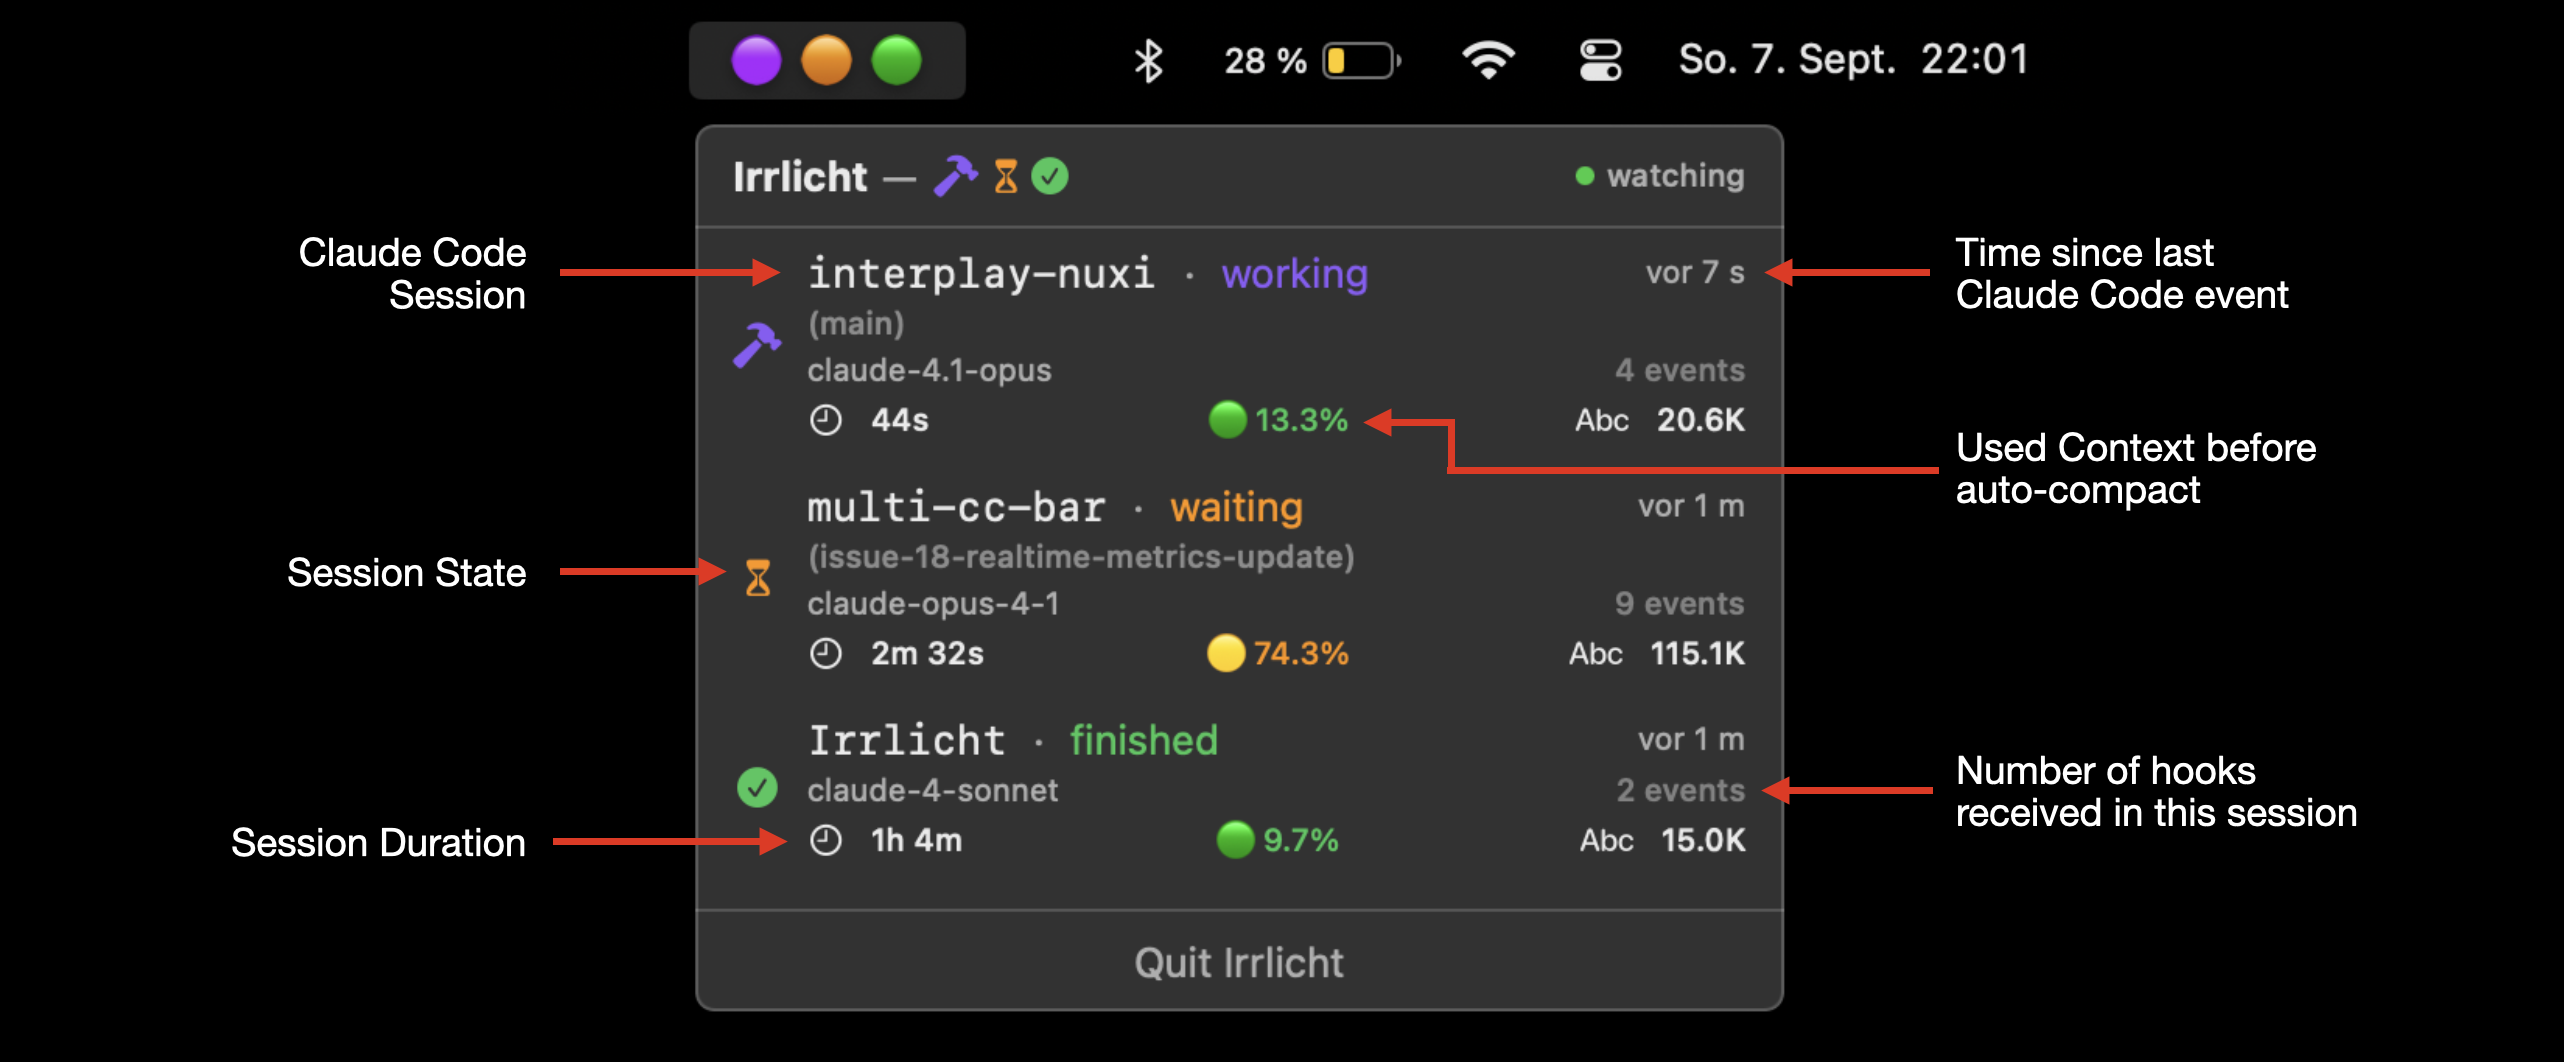 28 %
So. 7. Sept. 22:01
Irrlicht —
watching
Claude Code
Session
interplay-nuxi · working
vor 7 s
Time since last
Claude Code event
(main)
claude-4.1-opus
4 events
44s
13.3%
Abc 20.6K
Used Context before
auto-compact
multi-cc-bar · waiting
vor 1 m
(issue-18-realtime-metrics-update)
Session State
claude-opus-4-1
9 events
2m 32s
74.3%
Abc 115.1K
Irrlicht · finished
vor 1 m
claude-4-sonnet
2 events
Number of hooks
received in this session
Session Duration
1h 4m
9.7%
Abc 15.0K
Quit Irrlicht